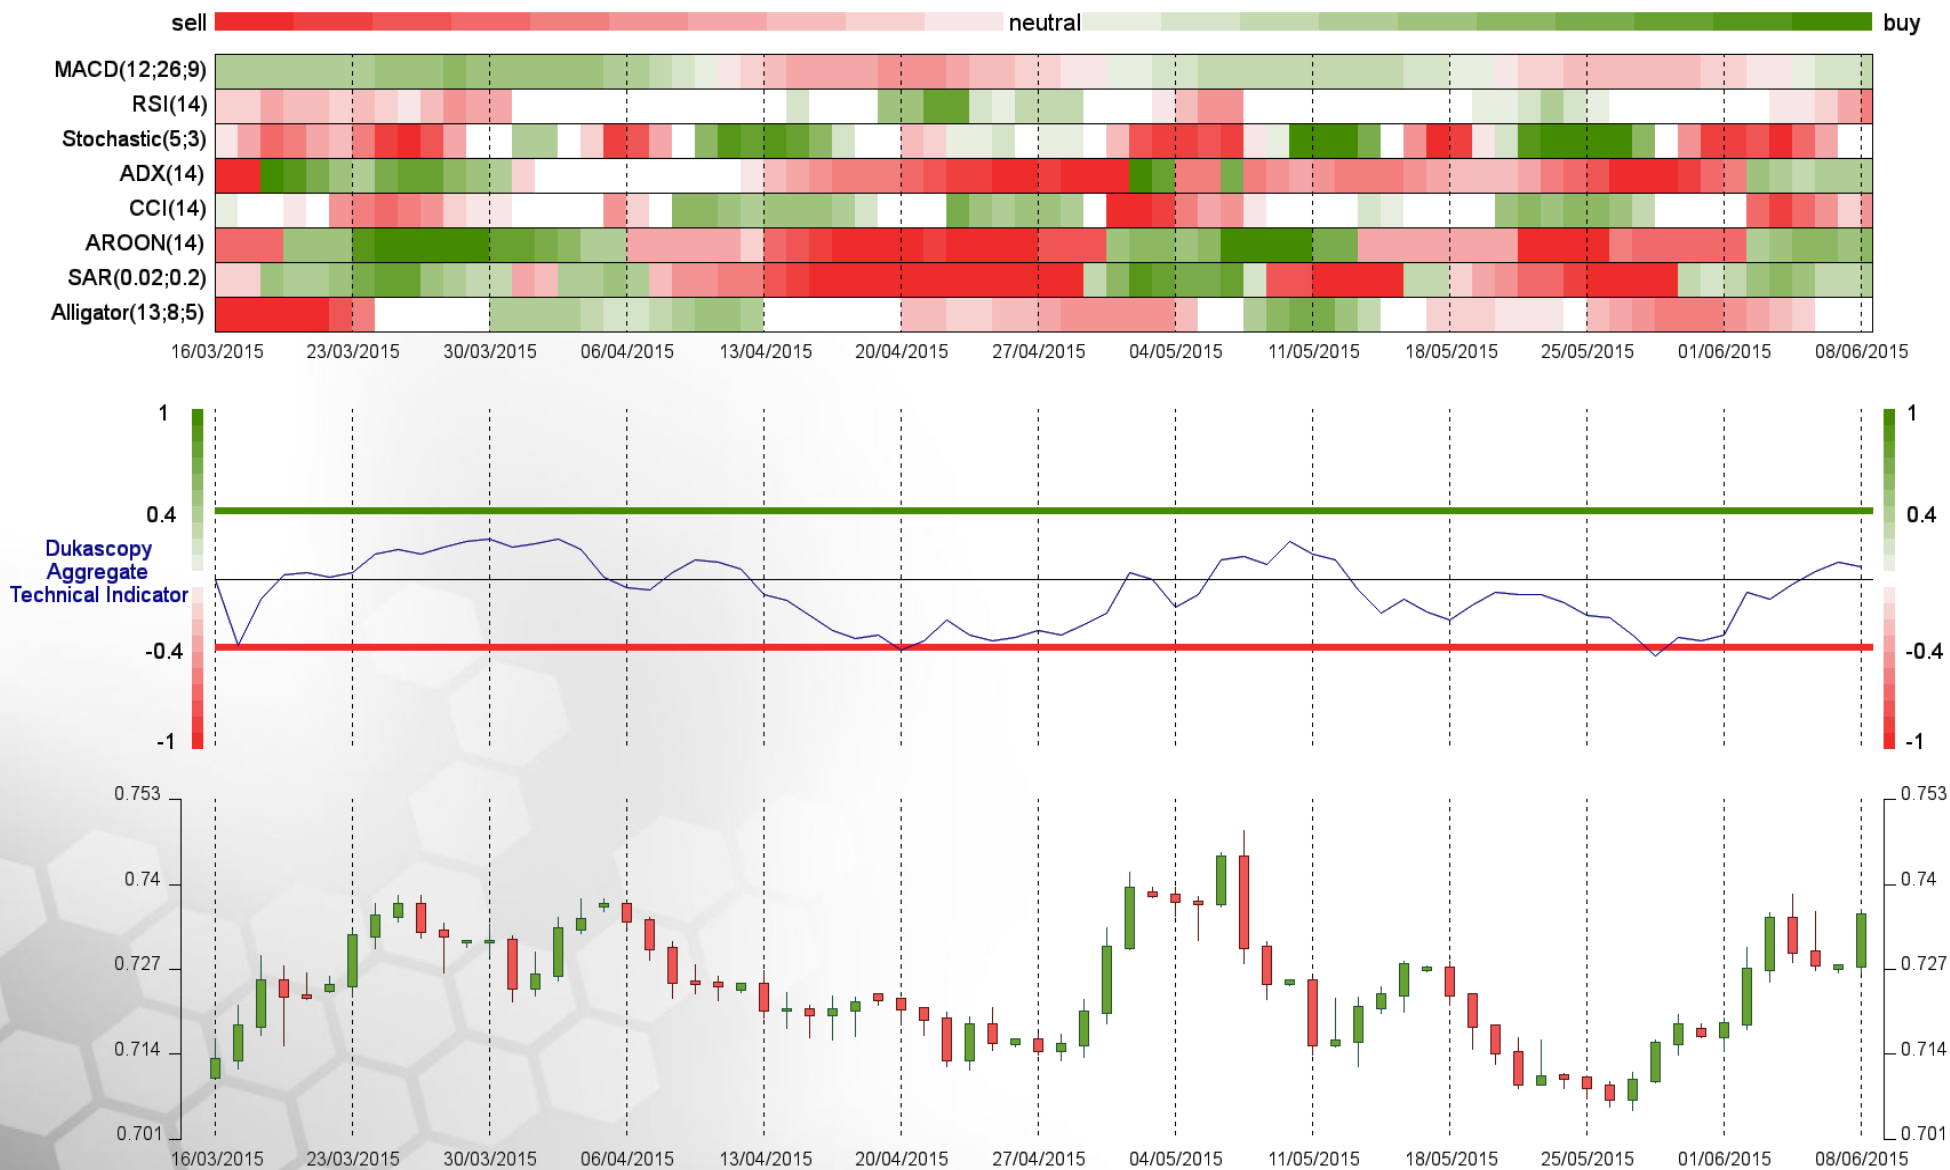 sell neutral buy
MACD(12;26;9)
RSI(14)
Stochastic(5;3)
ADX(14)
CCI(14)
AROON(14)
SAR(0.02;0.2)
Alligator(13;8;5)
16/03/2015 23/03/2015 30/03/2015 06/04/2015 13/04/2015 20/04/2015 27/04/2015 04/05/2015 11/05/2015 18/05/2015 25/05/2015 01/06/2015 08/06/2015
1 1
0.4 0.4
Dukascopy
Aggregate
Technical Indicator
-0.4 -0.4
-1 -1
0.753 0.753
0.74 0.74
0.727 0.727
0.714 0.714
0.701 0.701
16/03/2015 23/03/2015 30/03/2015 06/04/2015 13/04/2015 20/04/2015 27/04/2015 04/05/2015 11/05/2015 18/05/2015 25/05/2015 01/06/2015 08/06/2015